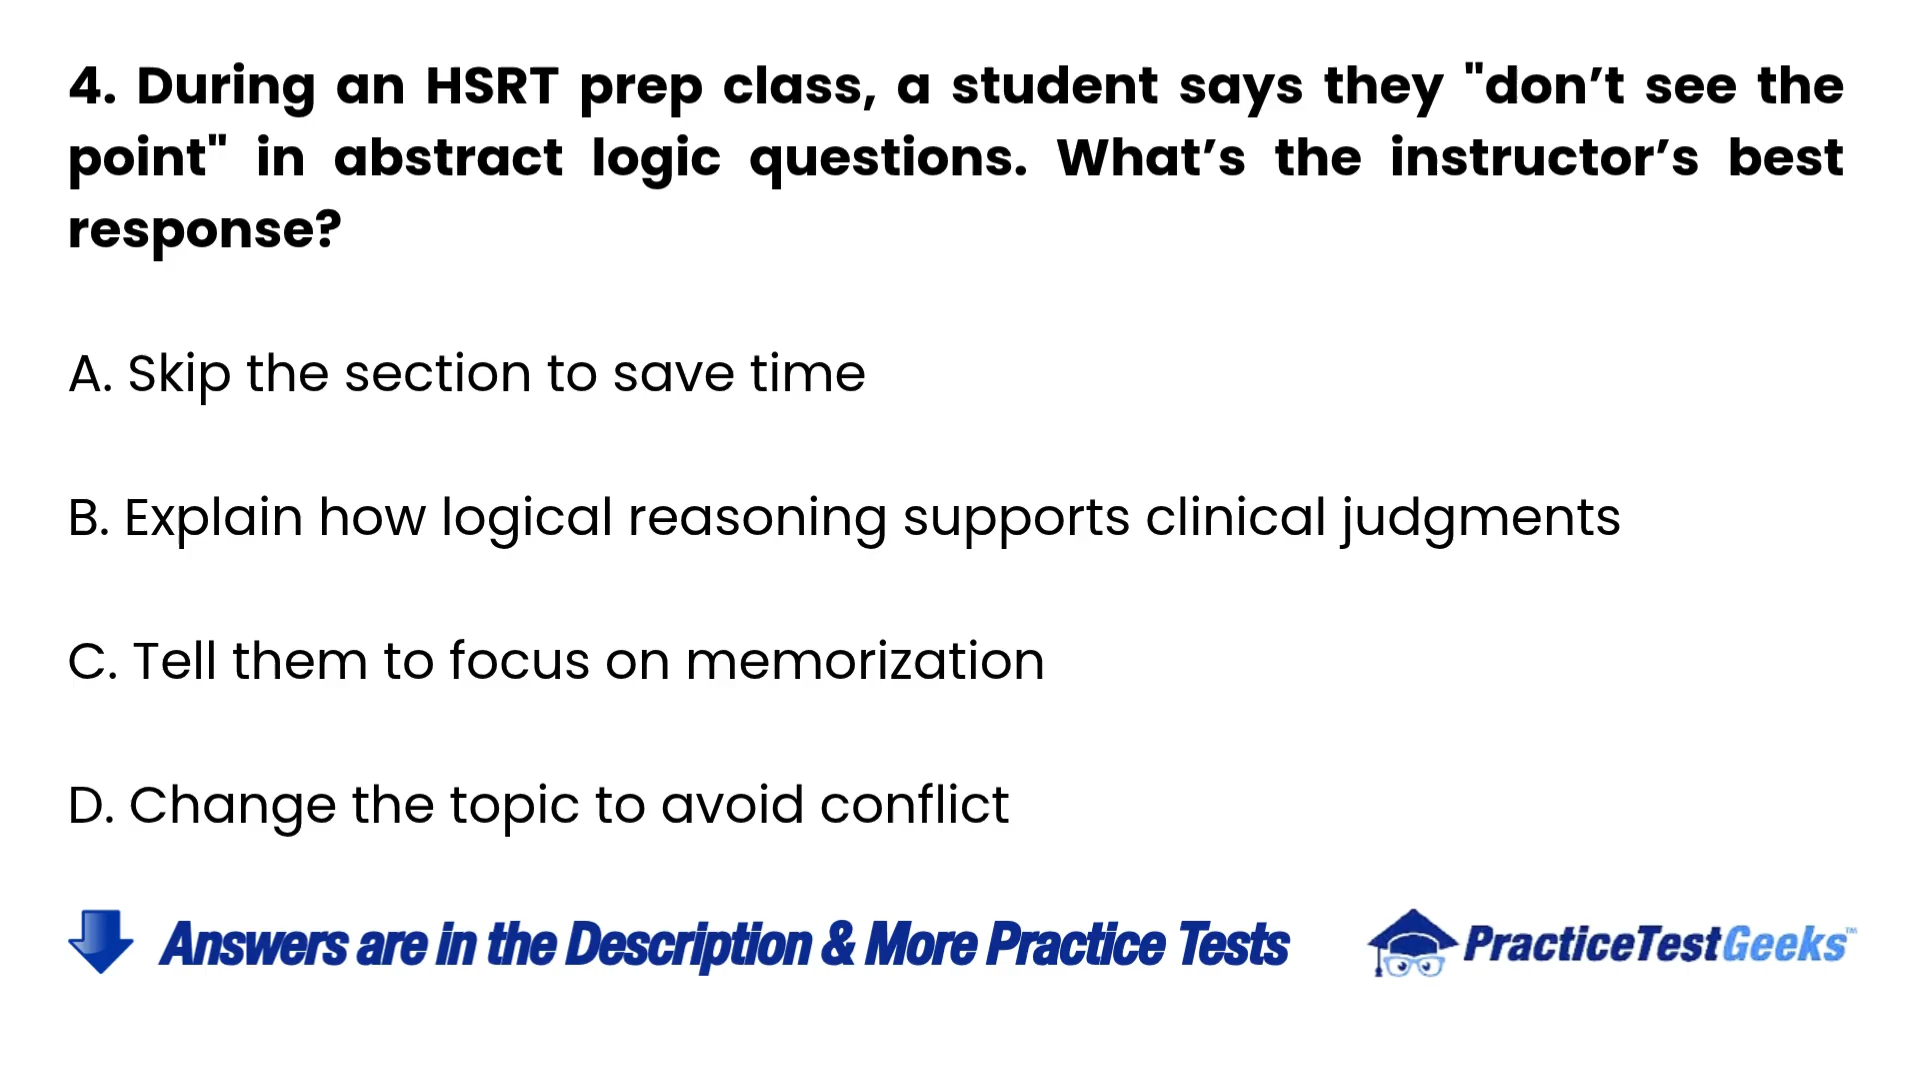 4. During an HSRT prep class, a student says they "don’t see the
point" in abstract logic questions. What’s the instructor’s best
response?
A. Skip the section to save time
B. Explain how logical reasoning supports clinical judgments
C. Tell them to focus on memorization
D. Change the topic to avoid conflict
Answers are in the Description & More Practice Tests
PracticeTestGeeks™